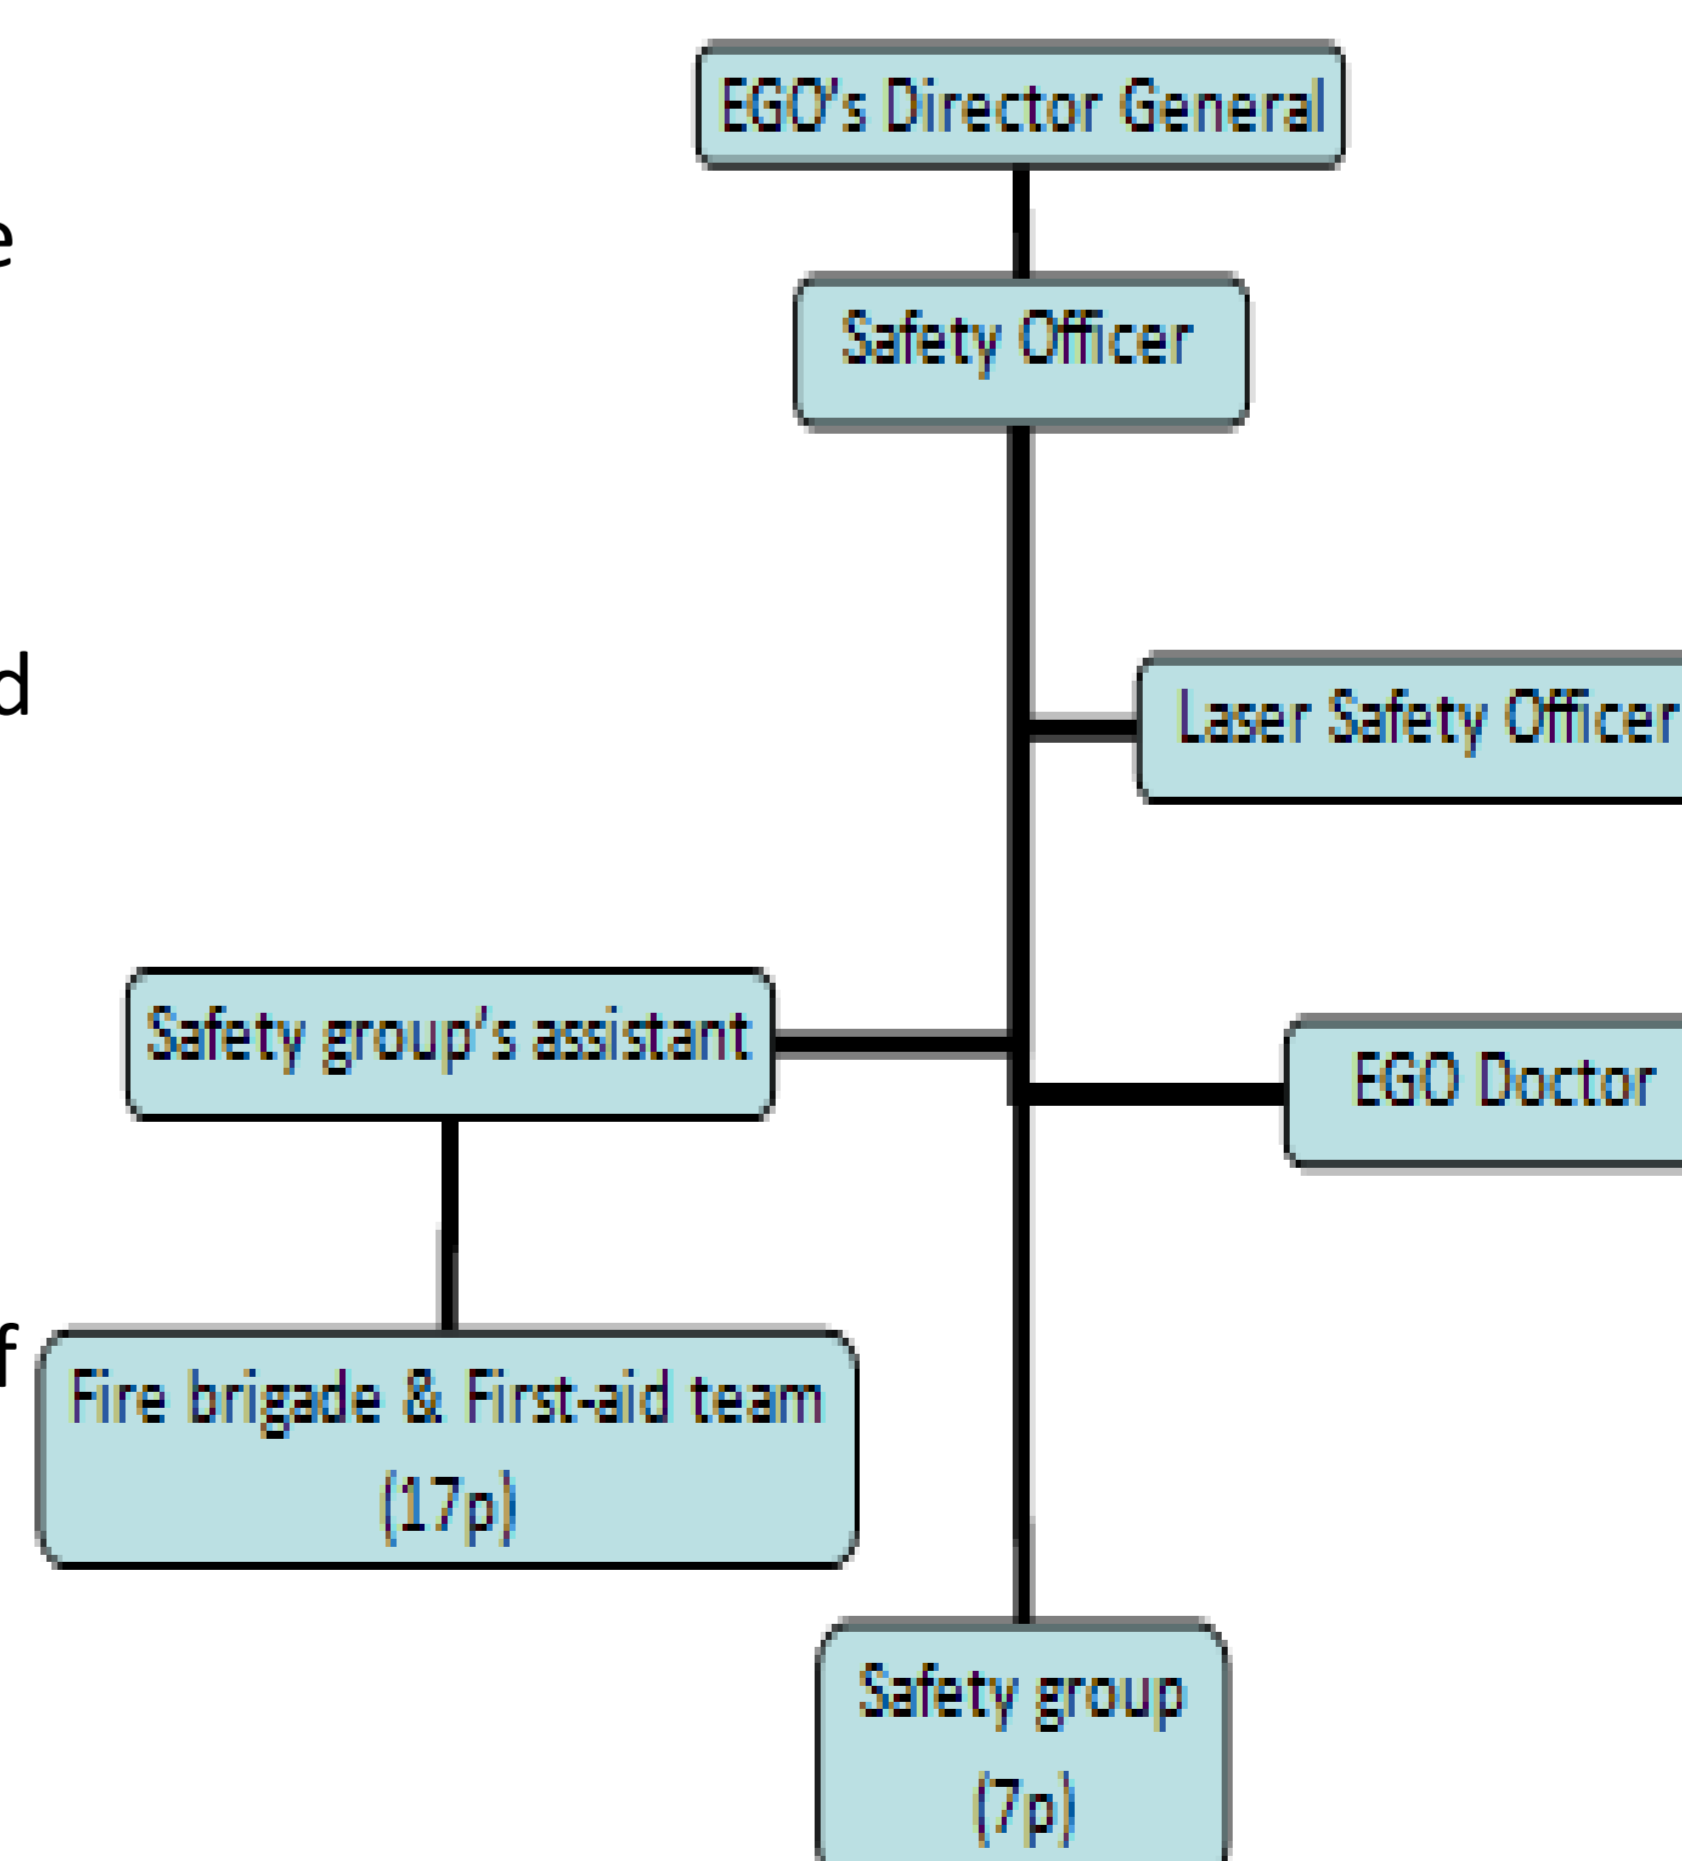 EGO's Director General
e
Safety Officer
d
Laser Safety Officer
Safety group's assistant
EGO Doctor
f
Fire brigade & First-aid team
(17p)
Safety group
(7p)